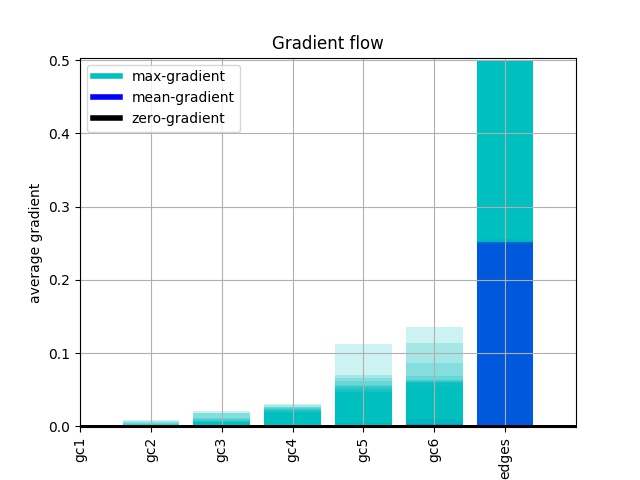 Gradient flow
max-gradient
mean-gradient
zero-gradient
average gradient
0.5
0.4
0.3
0.2
0.1
0.0
gc1
gc2
gc3
gc4
gc5
gc6
edges